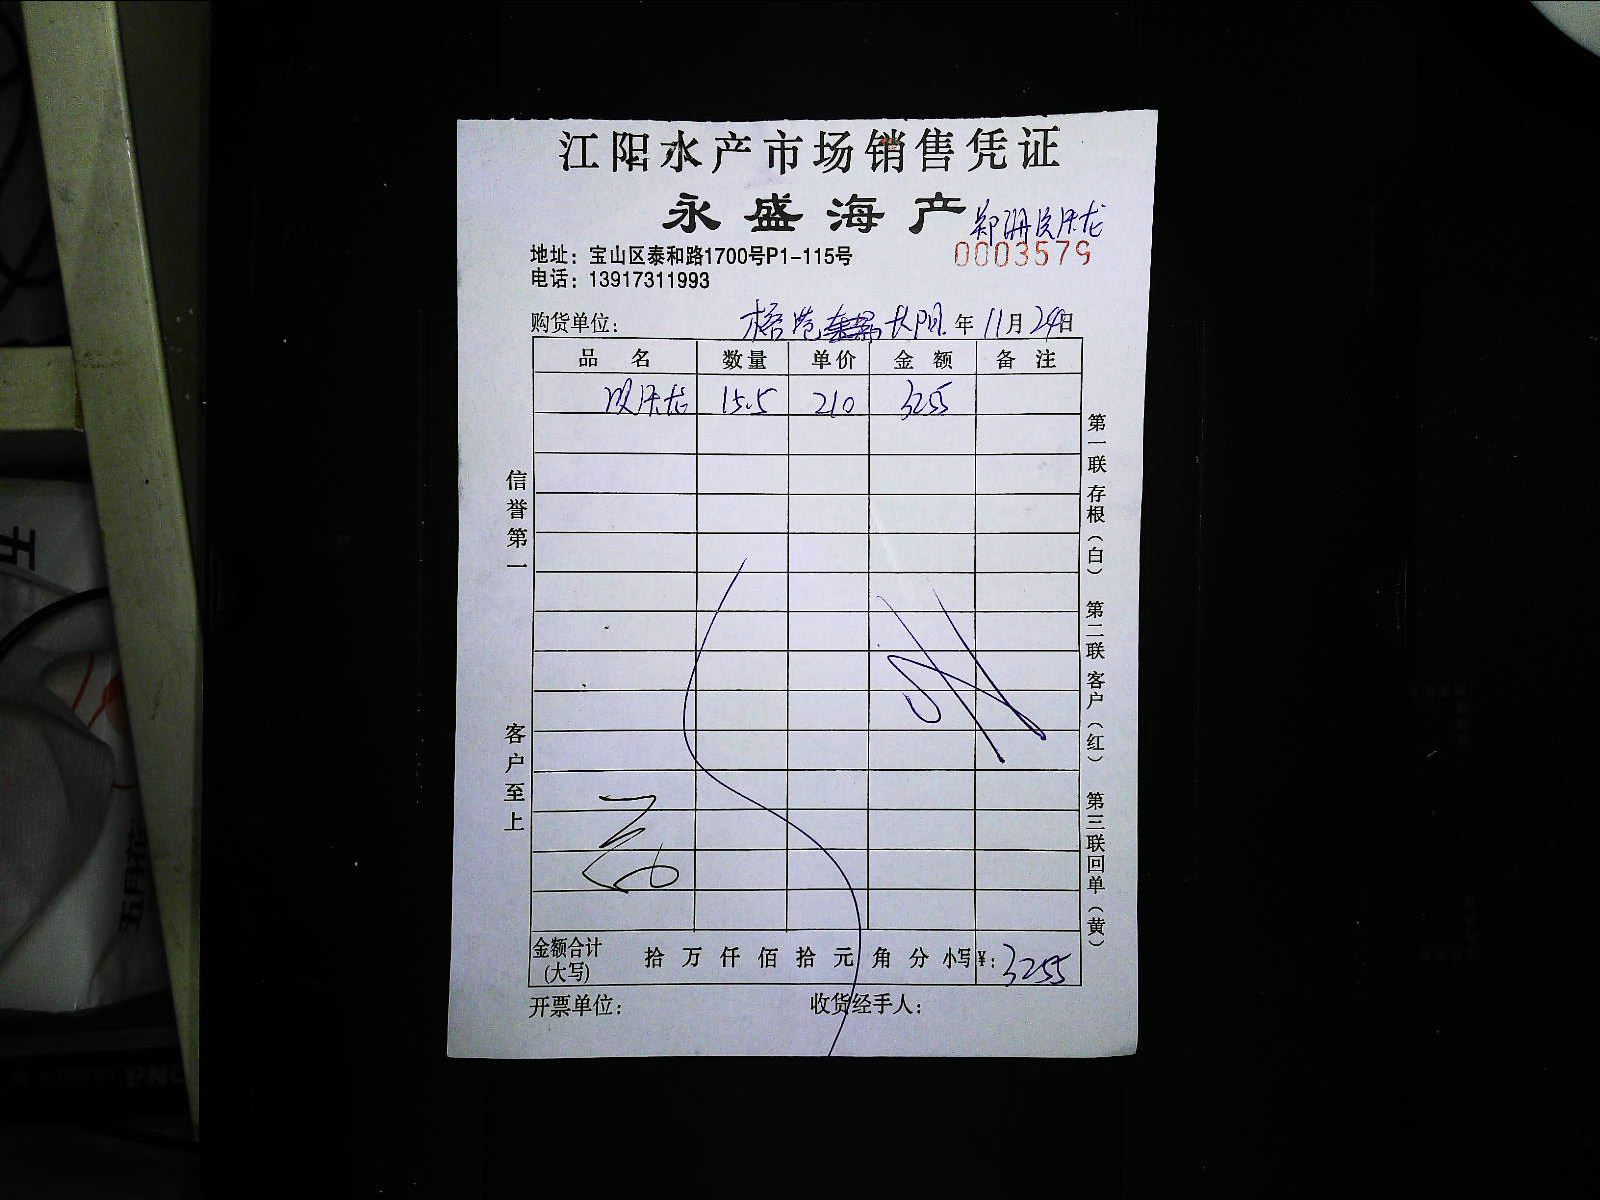 江阳水产市场销售凭证
永盛海产
地址：宝山区泰和路1700号P1-115号
0003579
电话：13917311993
购货单位： 长阳 年 11月24日
品名 数量 单价 金额 备注
15.5 210 3255
信誉第一
客户至上
第一联 存根（白） 第二联 客户（红） 第三联 回单（黄）
金额合计（大写） 拾 万 仟 佰 拾 元 角 分 小写¥：3255
开票单位： 收货经手人：
五